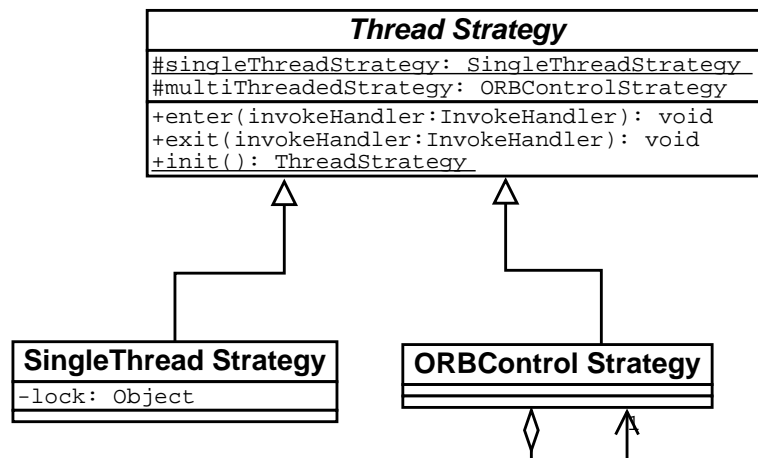 Thread Strategy
#singleThreadStrategy: SingleThreadStrategy
#multiThreadedStrategy: ORBControlStrategy
+enter(invokeHandler:InvokeHandler): void
+exit(invokeHandler:InvokeHandler): void
+init(): ThreadStrategy
SingleThread Strategy
-lock: Object
ORBControl Strategy
1